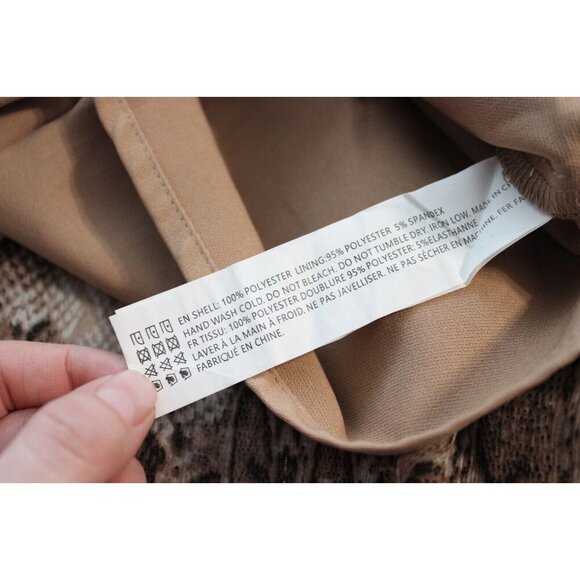 EN SHELL: 100% POLYESTER LINING:95% POLYESTER 5% SPANDEX
HAND WASH COLD. DO NOT BLEACH. DO NOT TUMBLE DRY. IRON LOW. MADE IN
FR TISSU: 100% POLYESTER DOUBLURE 95% POLYESTER: 5%ELASTHANNE
LAVER À LA MAIN À FROID. NE PAS JAVELLISER. NE PAS SÉCHER EN MACHINE. FER
FABRIQUÉ EN CHINE.